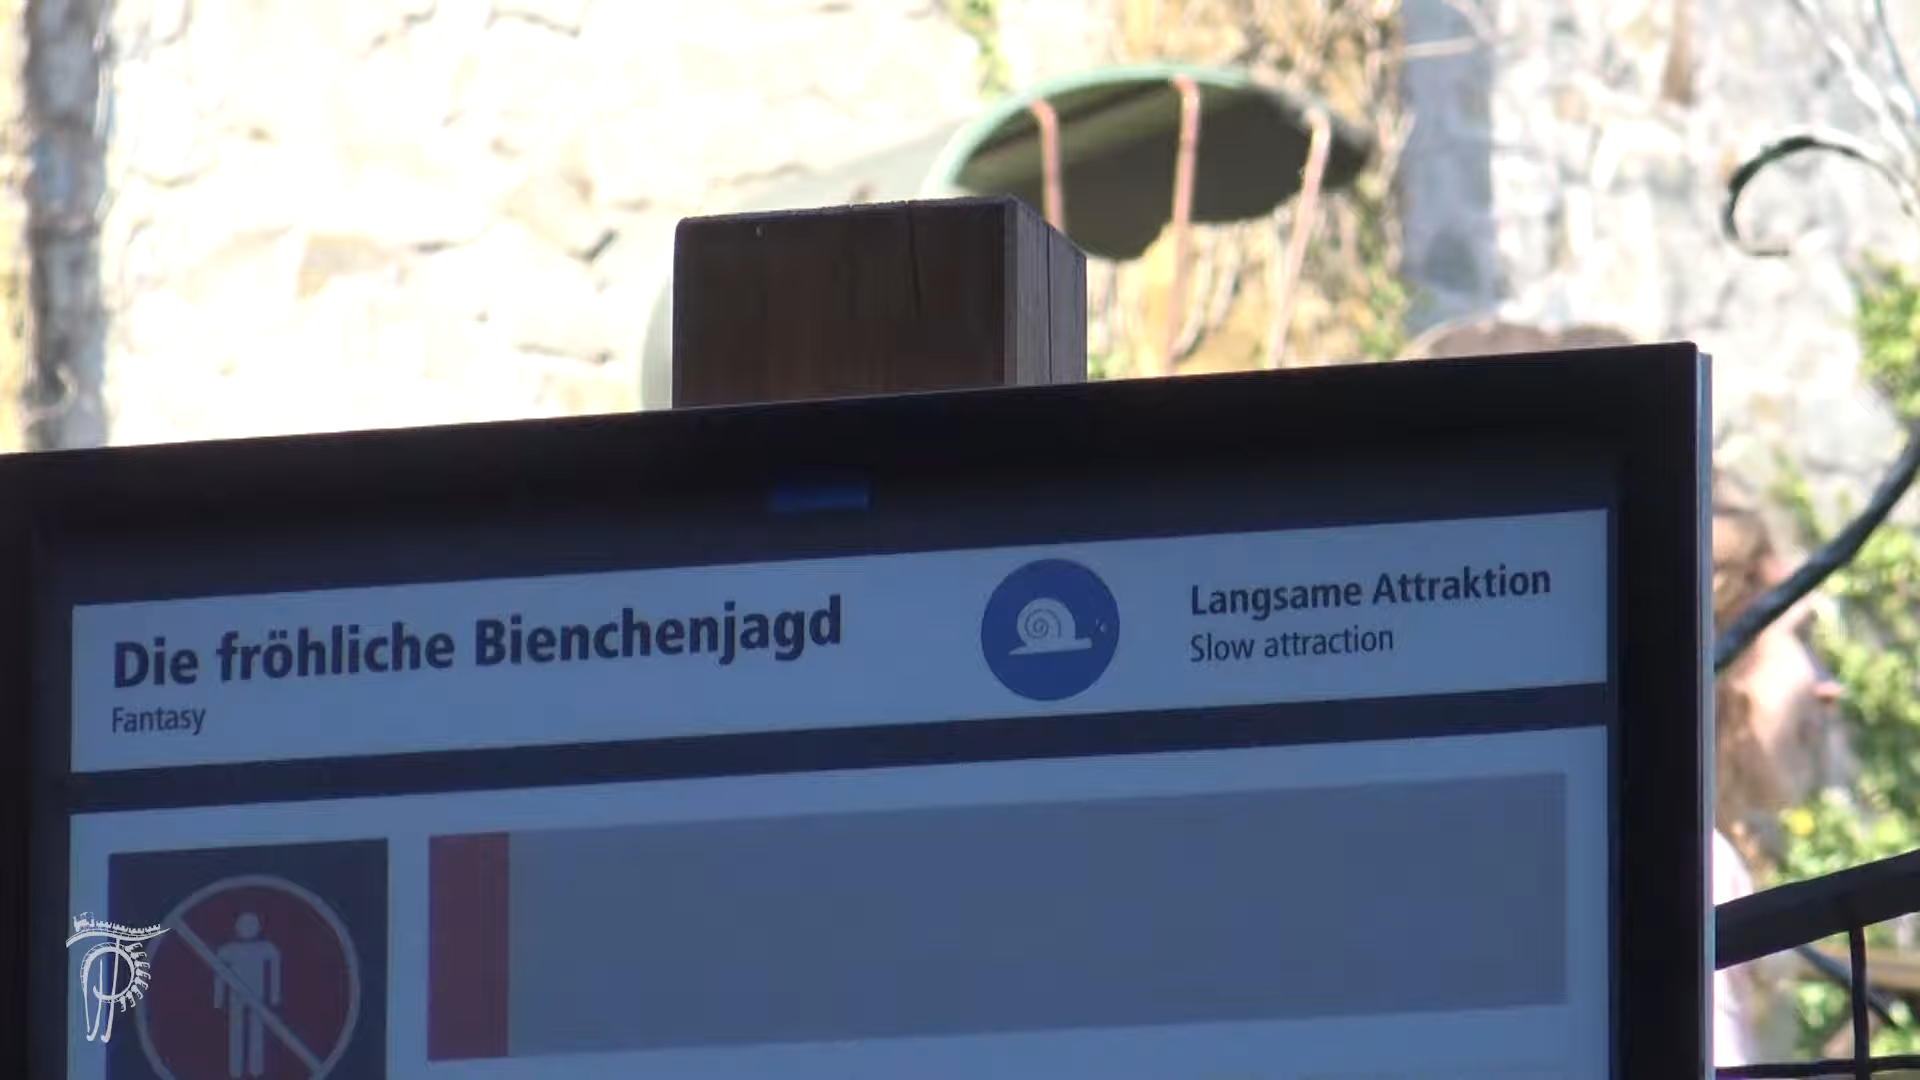 Die fröhliche Bienchenjagd
Fantasy
Langsame Attraktion
Slow attraction